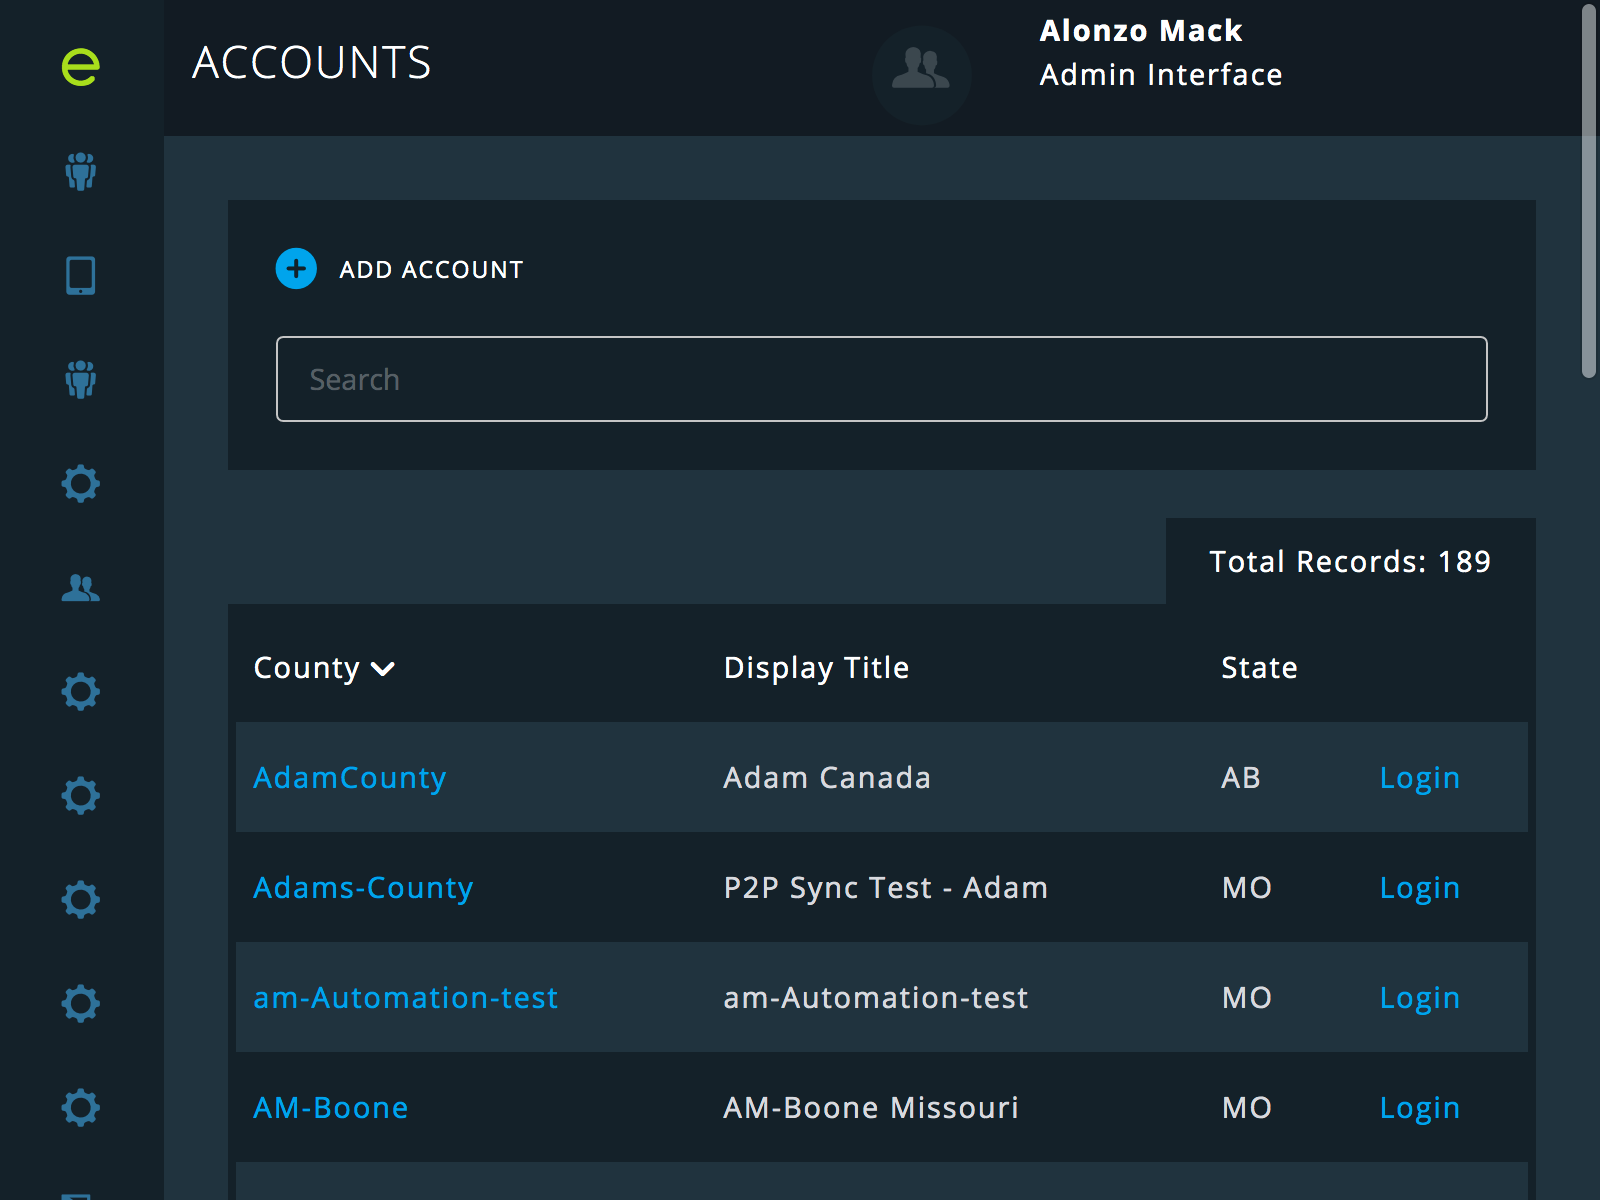 e
ACCOUNTS
Alonzo Mack
Admin Interface
ADD ACCOUNT
Search
Total Records: 189
County Display Title State
AdamCounty Adam Canada AB Login
Adams-County P2P Sync Test - Adam MO Login
am-Automation-test am-Automation-test MO Login
AM-Boone AM-Boone Missouri MO Login